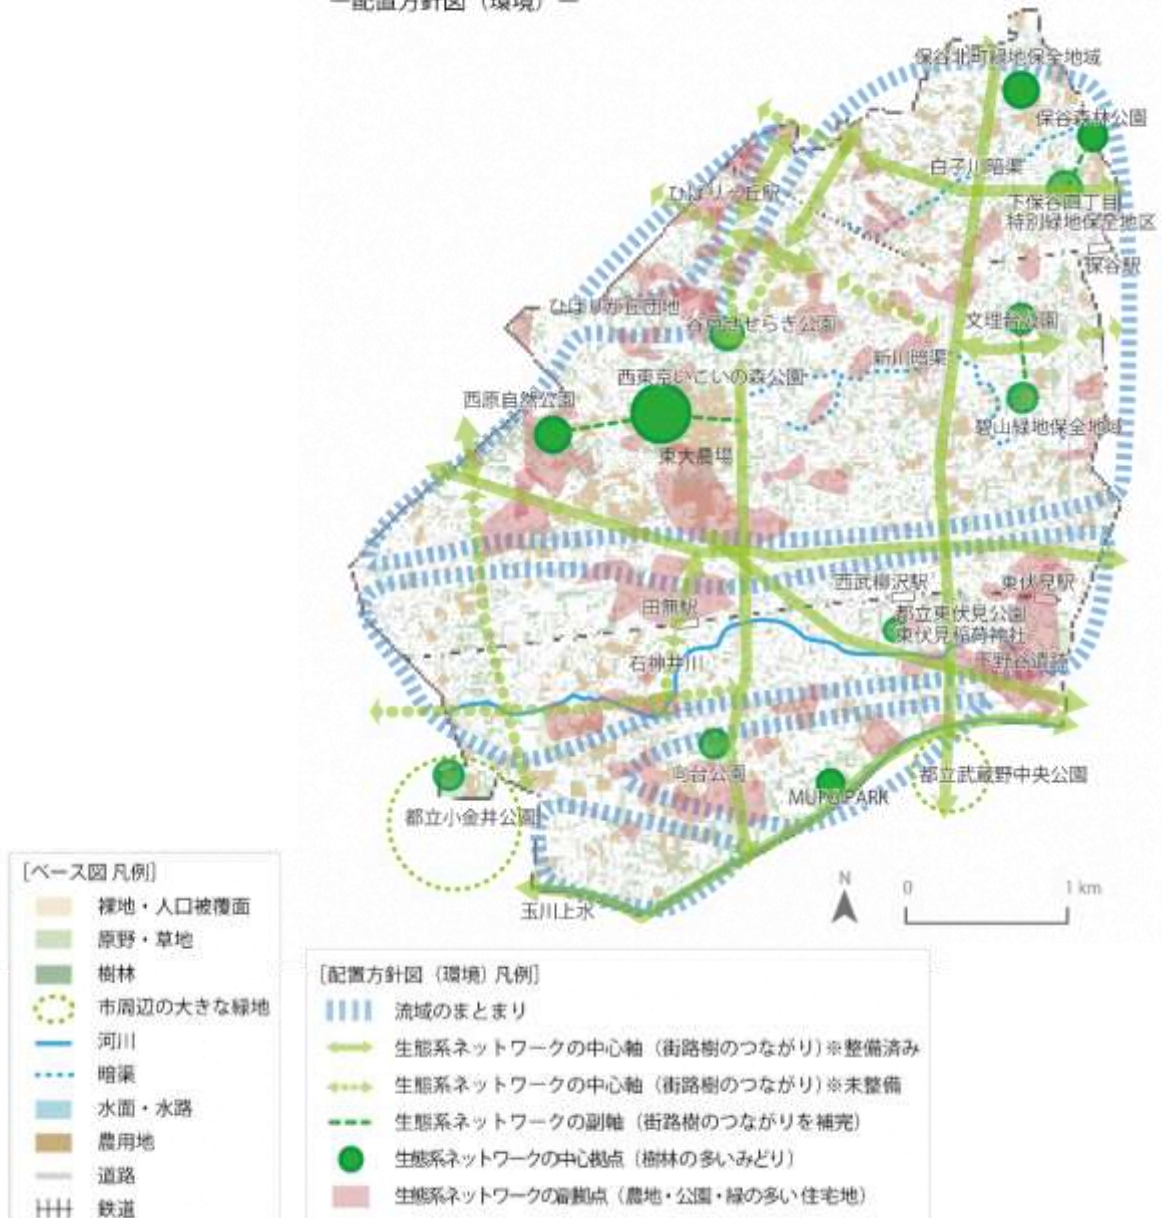 ー配置方針図（環境）ー
保谷北町緑地保全地域
保谷森林公園
白子川暗渠
ひばりヶ丘駅
下保谷四丁目
特別緑地保全地区
保谷駅
ひばりが丘団地
谷戸せせらぎ公園
文理台公園
新川暗渠
西東京いこいの森公園
西原自然公園
碧山緑地保全地域
東大農場
西武柳沢駅
東伏見駅
田無駅
都立東伏見公園
東伏見稲荷神社
石神井川
下野谷遺跡
向台公園
都立武蔵野中央公園
MUFG PARK
都立小金井公園
玉川上水
N
0
1 km
［ベース図 凡例］
裸地・人口被覆面
原野・草地
樹林
市周辺の大きな緑地
河川
暗渠
水面・水路
農用地
道路
鉄道
［配置方針図（環境）凡例］
流域のまとまり
生態系ネットワークの中心軸（街路樹のつながり）※整備済み
生態系ネットワークの中心軸（街路樹のつながり）※未整備
生態系ネットワークの副軸（街路樹のつながりを補完）
生態系ネットワークの中心拠点（樹林の多いみどり）
生態系ネットワークの副拠点（農地・公園・緑の多い住宅地）